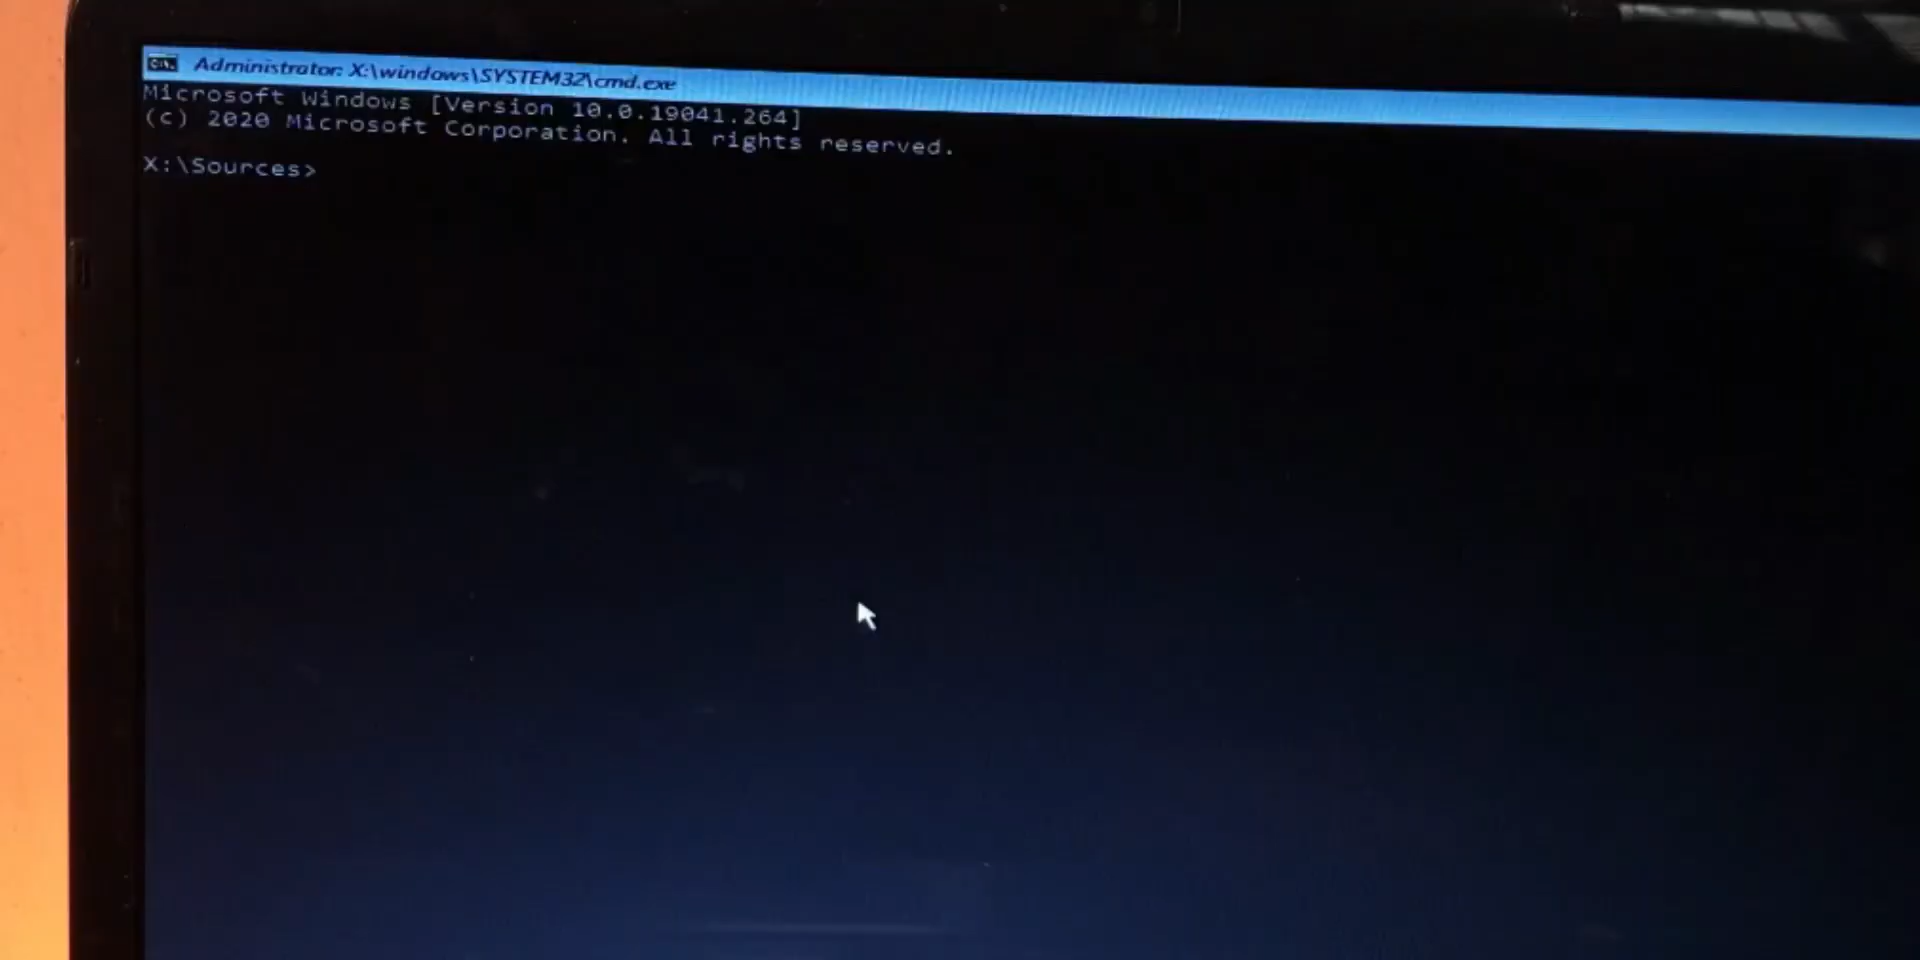 Administrator: X:\windows\SYSTEM32\cmd.exe
Microsoft Windows [Version 10.0.19041.264]
(c) 2020 Microsoft Corporation. All rights reserved.
X:\Sources>